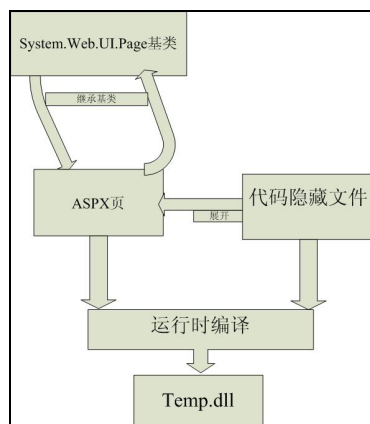 System.Web.UI.Page基类
继承基类
ASPX页
代码隐藏文件
展开
运行时编译
Temp.dll